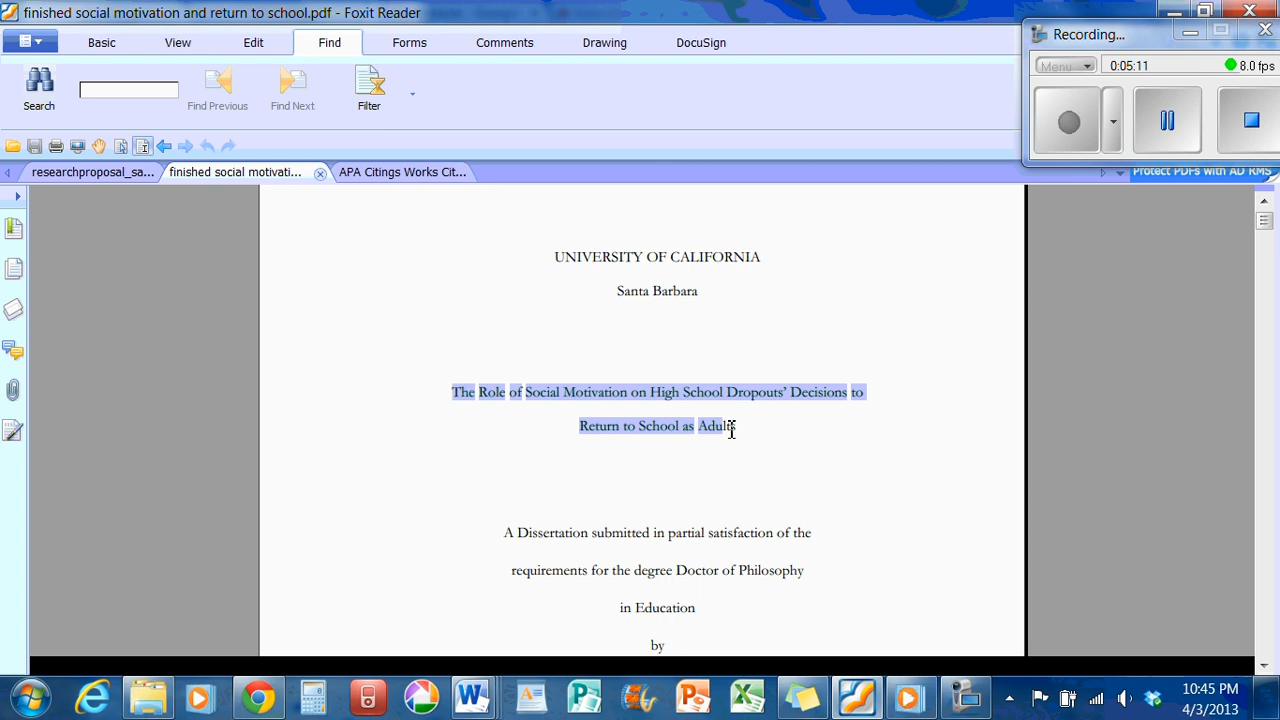 finished social motivation and return to school.pdf - Foxit Reader
Recording...
Basic View Edit Find Forms Comments Drawing DocuSign
Menu 0:05:11 8.0 fps
Search Find Previous Find Next Filter
researchproposal_sa... finished social motivati... APA Citings Works Cit...
Protect PDFs with AD RMS
UNIVERSITY OF CALIFORNIA
Santa Barbara
The Role of Social Motivation on High School Dropouts’ Decisions to
Return to School as Adults
A Dissertation submitted in partial satisfaction of the
requirements for the degree Doctor of Philosophy
in Education
by
10:45 PM
4/3/2013